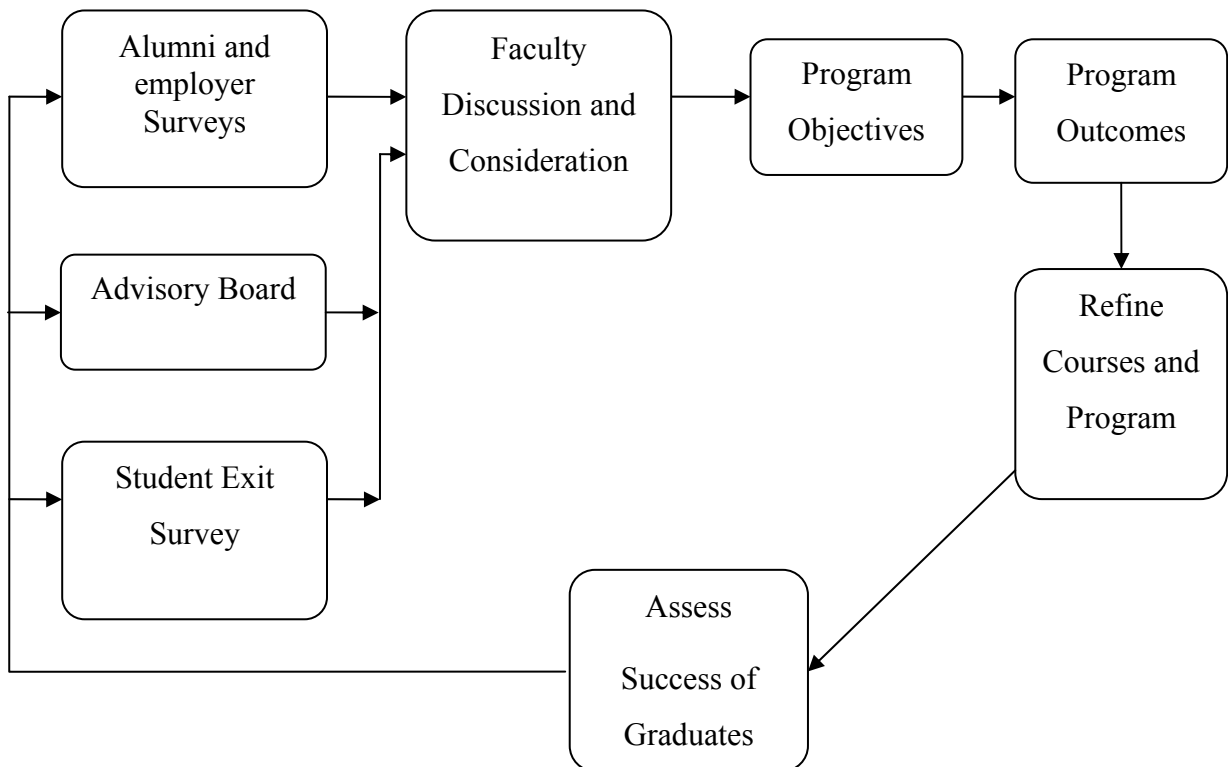 Alumni and
employer
Surveys
Faculty
Discussion and
Consideration
Program
Objectives
Program
Outcomes
Advisory Board
Refine
Courses and
Program
Student Exit
Survey
Assess
Success of
Graduates